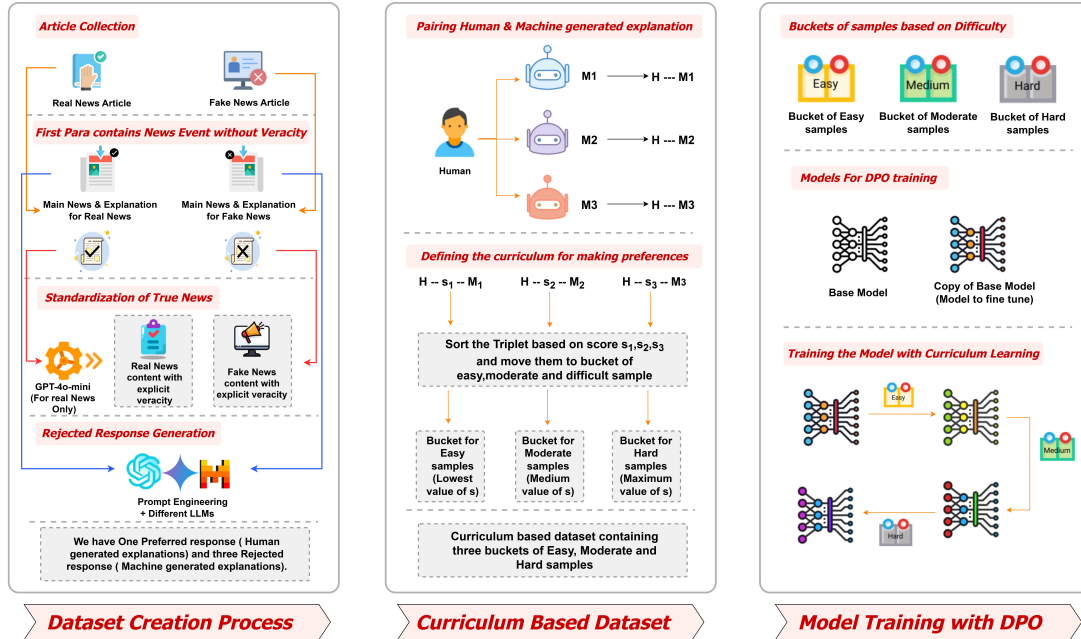 Article Collection
Real News Article
Fake News Article
First Para contains News Event without Veracity
Main News & Explanation
for Real News
Main News & Explanation
for Fake News
Standardization of True News
GPT-4o-mini
(For real News
Only)
Real News
content with
explicit
veracity
Fake News
content with
explicit veracity
Rejected Response Generation
Prompt Engineering
+ Different LLMs
We have One Preferred response ( Human
generated explanations) and three Rejected
response ( Machine generated explanations).
Dataset Creation Process
Pairing Human & Machine generated explanation
Human
M1
H --- M1
M2
H --- M2
M3
H --- M3
Defining the curriculum for making preferences
H -- s1 -- M1
H -- s2 -- M2
H -- s3 -- M3
Sort the Triplet based on score s1,s2,s3
and move them to bucket of
easy,moderate and difficult sample
Bucket for
Easy
samples
(Lowest
value of s)
Bucket for
Moderate
samples
(Medium
value of s)
Bucket for
Hard
samples
(Maximum
value of s)
Curriculum based dataset containing
three buckets of Easy, Moderate and
Hard samples
Curriculum Based Dataset
Buckets of samples based on Difficulty
Easy
Medium
Hard
Bucket of Easy
samples
Bucket of Moderate
samples
Bucket of Hard
samples
Models For DPO training
Base Model
Copy of Base Model
(Model to fine tune)
Training the Model with Curriculum Learning
Easy
Medium
Hard
Model Training with DPO